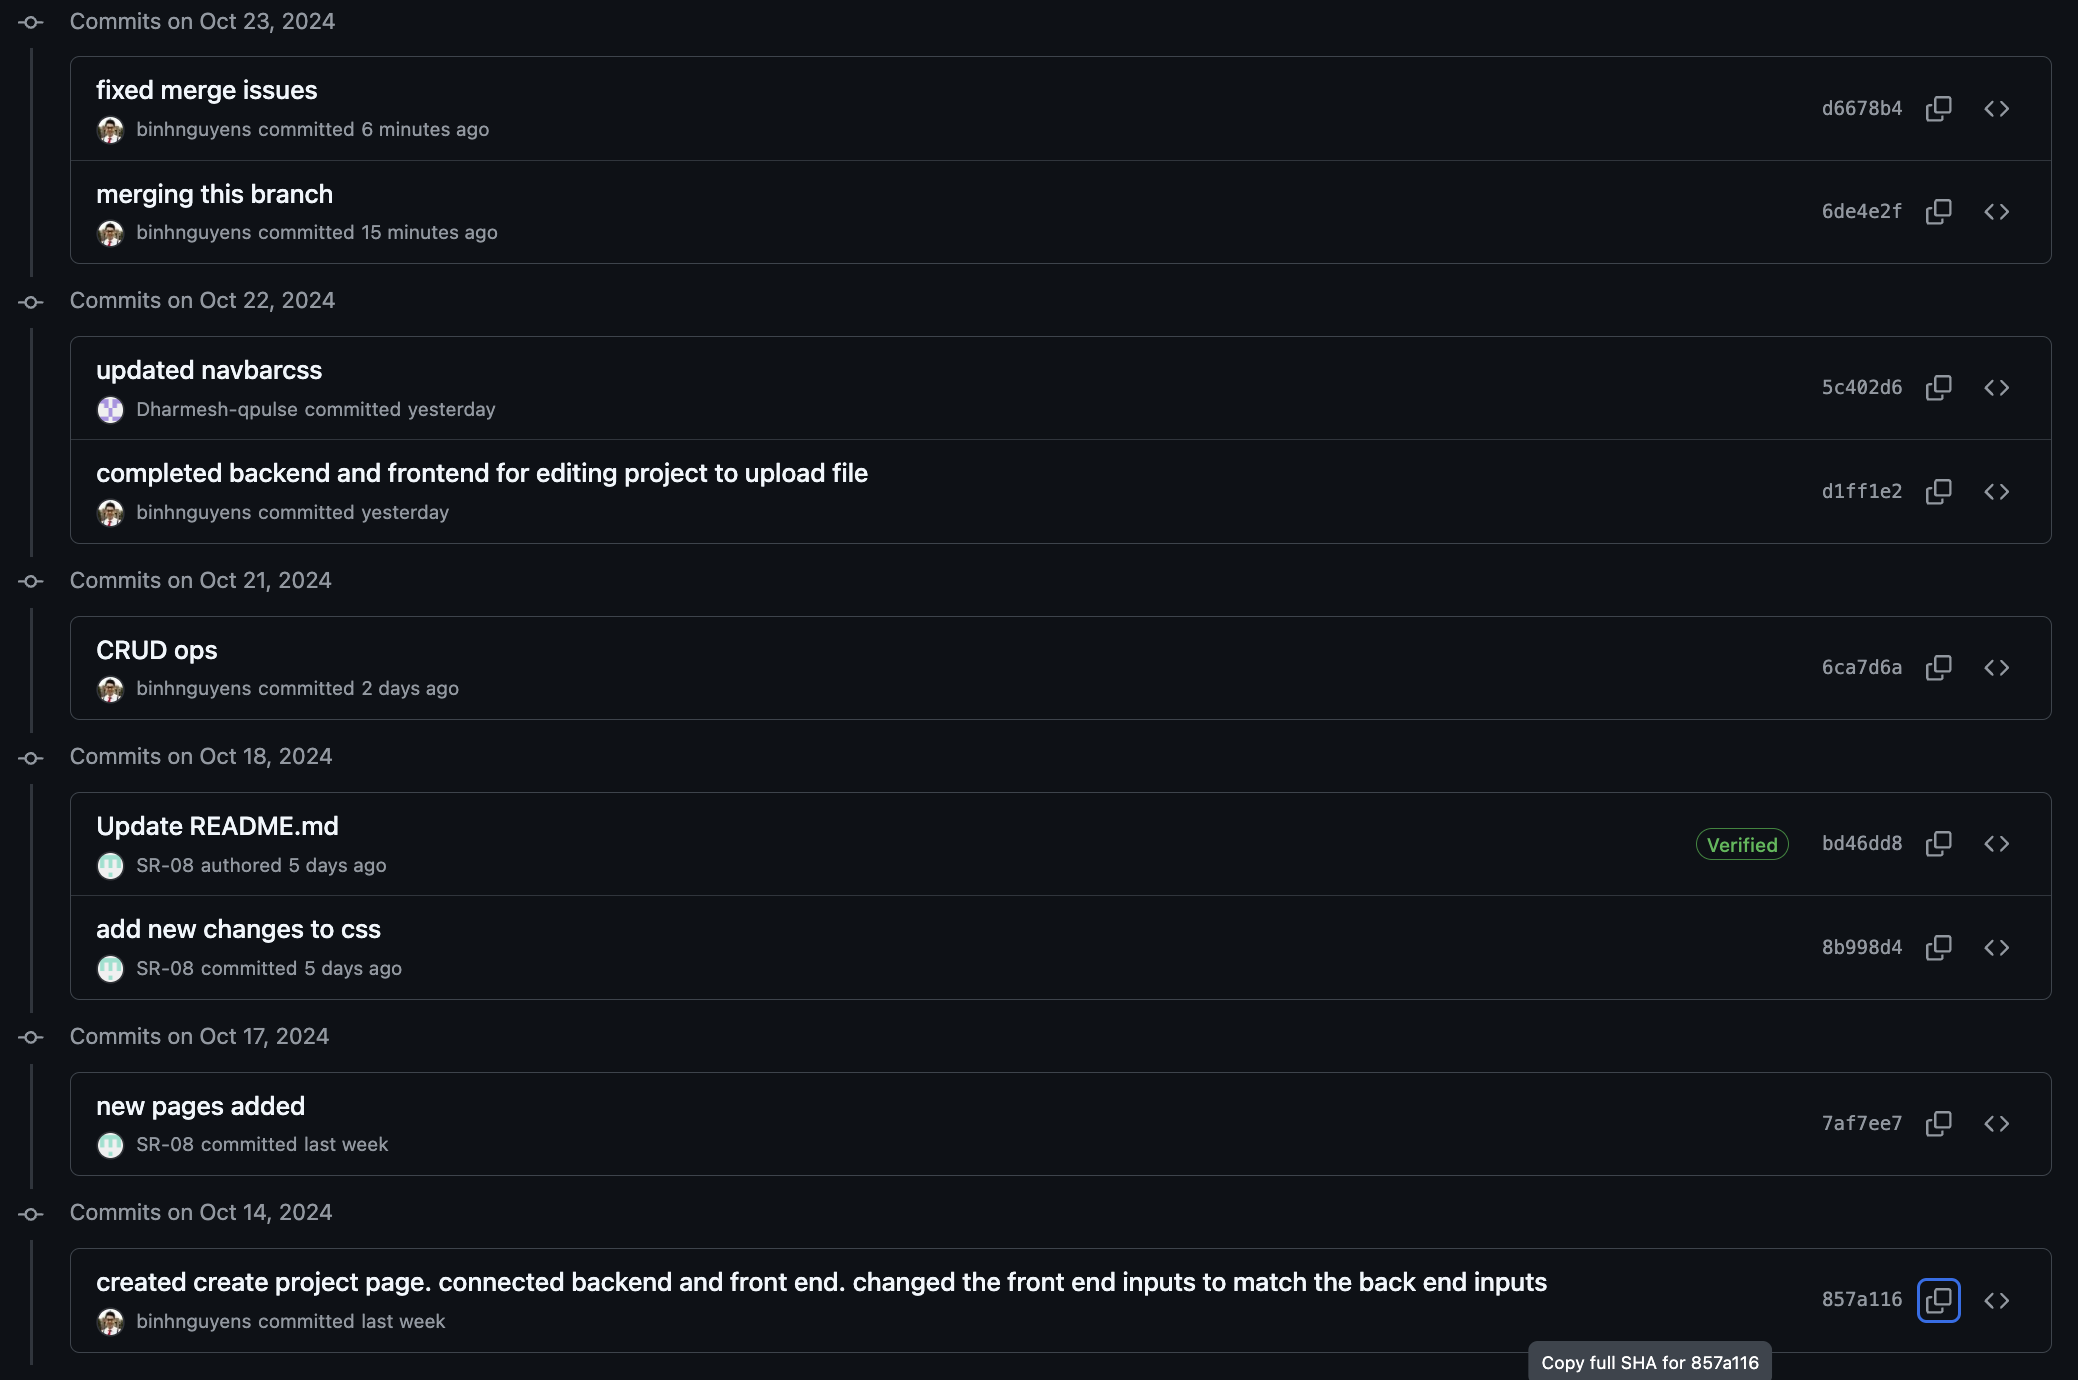 Commits on Oct 23, 2024
fixed merge issues
d6678b4
binhnguyens committed 6 minutes ago
merging this branch
6de4e2f
binhnguyens committed 15 minutes ago
Commits on Oct 22, 2024
updated navbarcss
5c402d6
Dharmesh-qpulse committed yesterday
completed backend and frontend for editing project to upload file
d1ff1e2
binhnguyens committed yesterday
Commits on Oct 21, 2024
CRUD ops
6ca7d6a
binhnguyens committed 2 days ago
Commits on Oct 18, 2024
Update README.md
Verified bd46dd8
SR-08 authored 5 days ago
add new changes to css
8b998d4
SR-08 committed 5 days ago
Commits on Oct 17, 2024
new pages added
7af7ee7
SR-08 committed last week
Commits on Oct 14, 2024
created create project page. connected backend and front end. changed the front end inputs to match the back end inputs
857a116
binhnguyens committed last week
Copy full SHA for 857a116